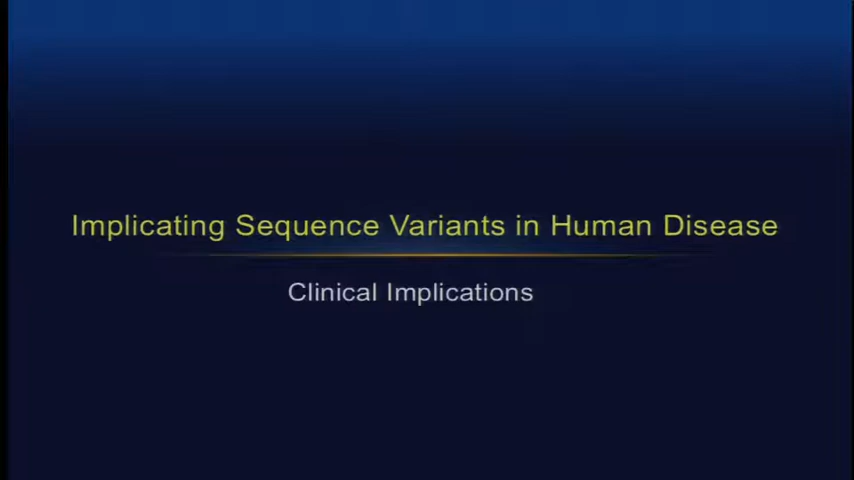 Implicating Sequence Variants in Human Disease
Clinical Implications